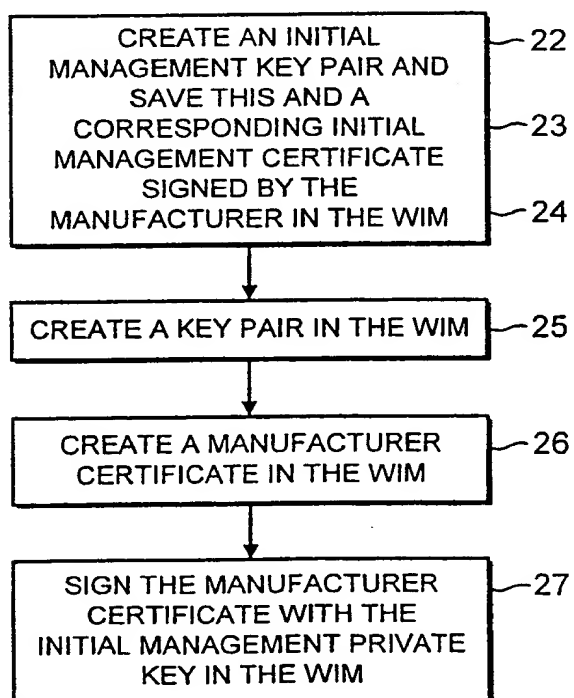 CREATE AN INITIAL
MANAGEMENT KEY PAIR AND
SAVE THIS AND A
CORRESPONDING INITIAL
MANAGEMENT CERTIFICATE
SIGNED BY THE
MANUFACTURER IN THE WIM
22
23
24
CREATE A KEY PAIR IN THE WIM
25
CREATE A MANUFACTURER
CERTIFICATE IN THE WIM
26
SIGN THE MANUFACTURER
CERTIFICATE WITH THE
INITIAL MANAGEMENT PRIVATE
KEY IN THE WIM
27